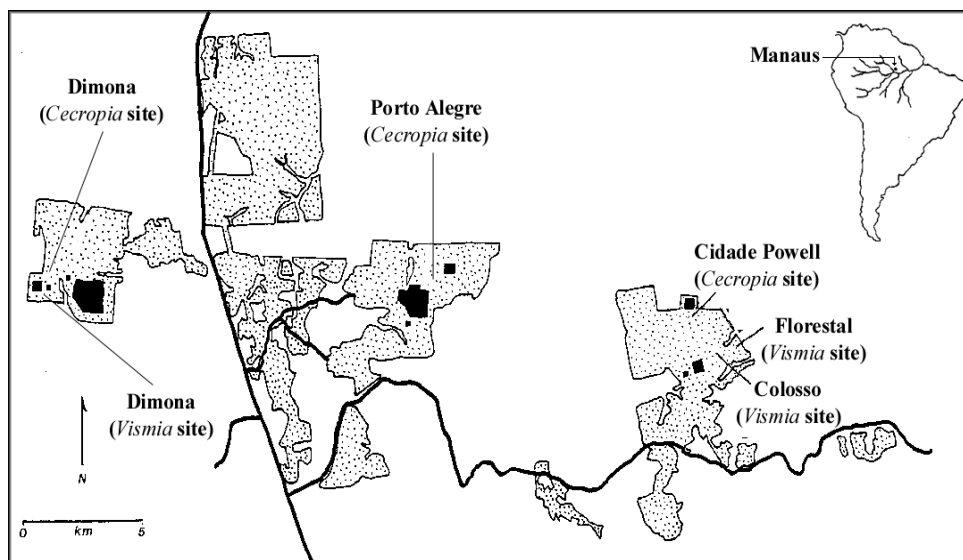 Manaus
Dimona
(Cecropia site)
Porto Alegre
(Cecropia site)
Cidade Powell
(Cecropia site)
Florestal
(Vismia site)
Colosso
(Vismia site)
Dimona
(Vismia site)
N
0 km 5